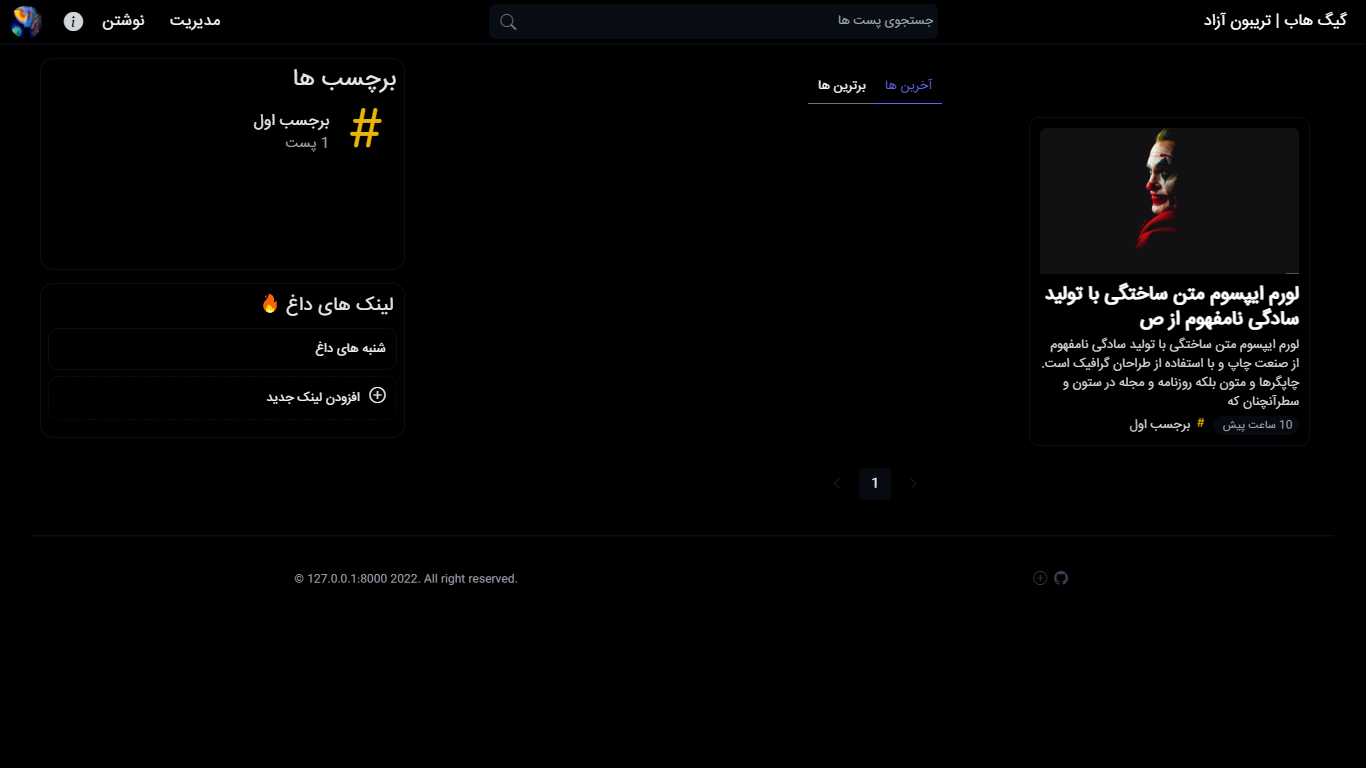 گیگ هاب | تریبون آزاد
جستجوی پست ها
مدیریت
نوشتن
آخرین ها
برترین ها
لورم ایپسوم متن ساختگی با تولید
سادگی نامفهوم از ص
لورم ایپسوم متن ساختگی با تولید سادگی نامفهوم
از صنعت چاپ و با استفاده از طراحان گرافیک است.
چاپگرها و متون بلکه روزنامه و مجله در ستون و
سطرآنچنان که
10 ساعت پیش # برچسب اول
برچسب ها
# برچسب اول
1 پست
لینک های داغ 🔥
شنبه های داغ
افزودن لینک جدید
1
© 127.0.0.1:8000 2022. All right reserved.